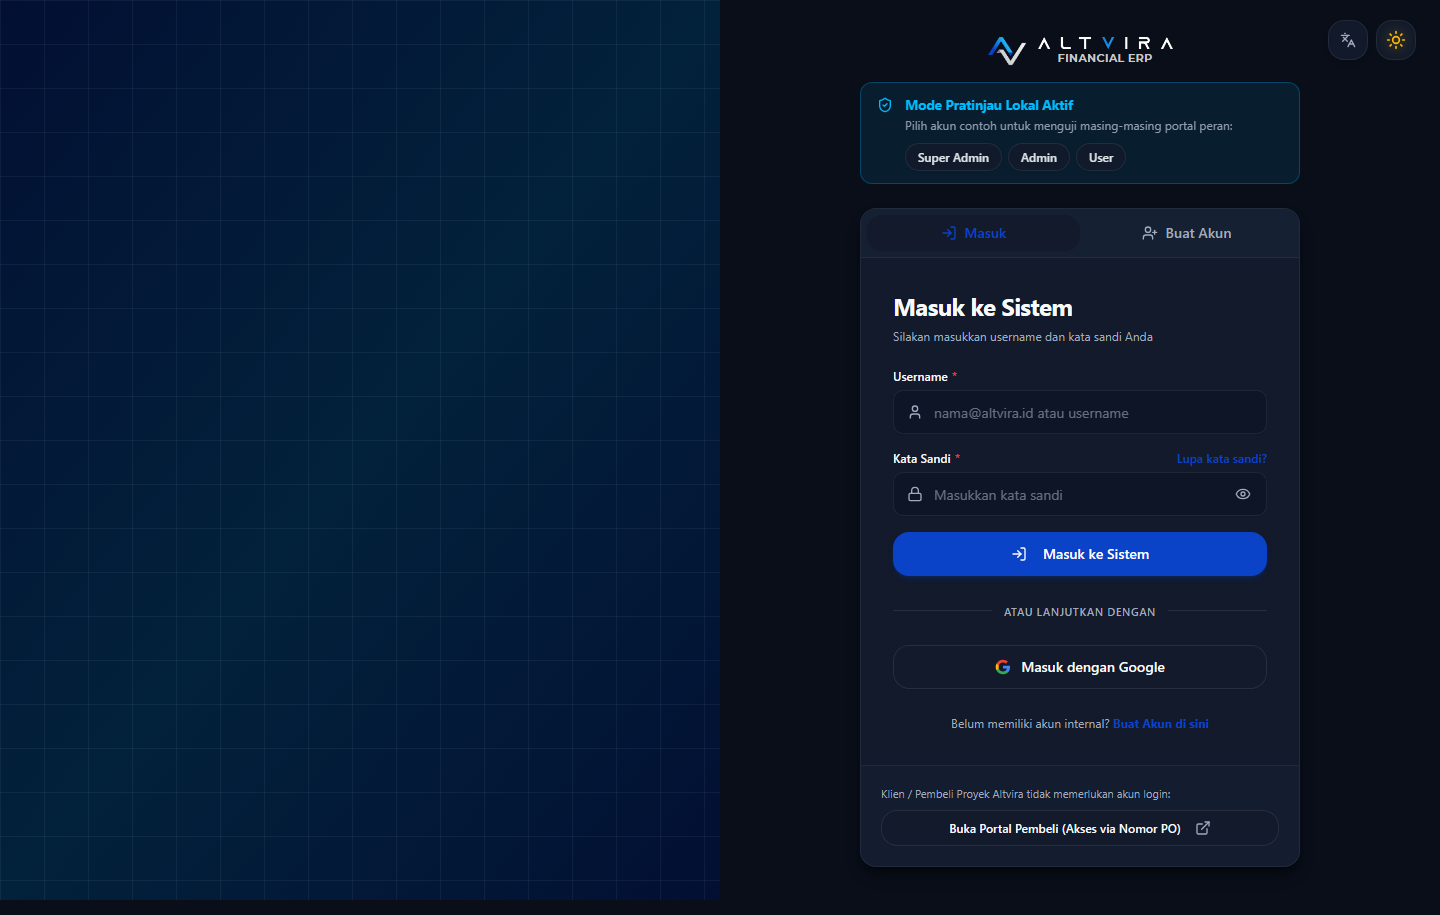 ALTVIRA
FINANCIAL ERP
Mode Pratinjau Lokal Aktif
Pilih akun contoh untuk menguji masing-masing portal peran:
Super Admin
Admin
User
Masuk
Buat Akun
Masuk ke Sistem
Silakan masukkan username dan kata sandi Anda
Username *
nama@altvira.id atau username
Kata Sandi *
Lupa kata sandi?
Masukkan kata sandi
Masuk ke Sistem
ATAU LANJUTKAN DENGAN
Masuk dengan Google
Belum memiliki akun internal? Buat Akun di sini
Klien / Pembeli Proyek Altvira tidak memerlukan akun login:
Buka Portal Pembeli (Akses via Nomor PO)